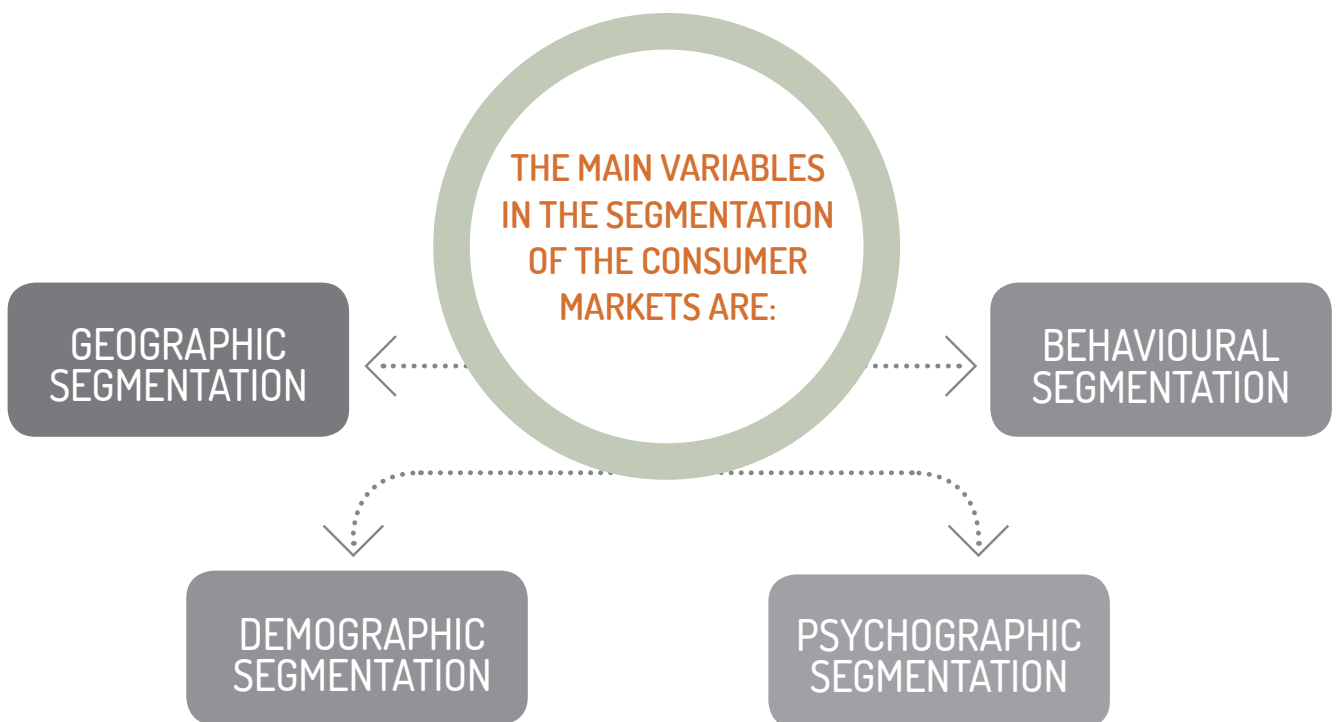 THE MAIN VARIABLES
IN THE SEGMENTATION
OF THE CONSUMER
MARKETS ARE:
GEOGRAPHIC
SEGMENTATION
BEHAVIOURAL
SEGMENTATION
DEMOGRAPHIC
SEGMENTATION
PSYCHOGRAPHIC
SEGMENTATION